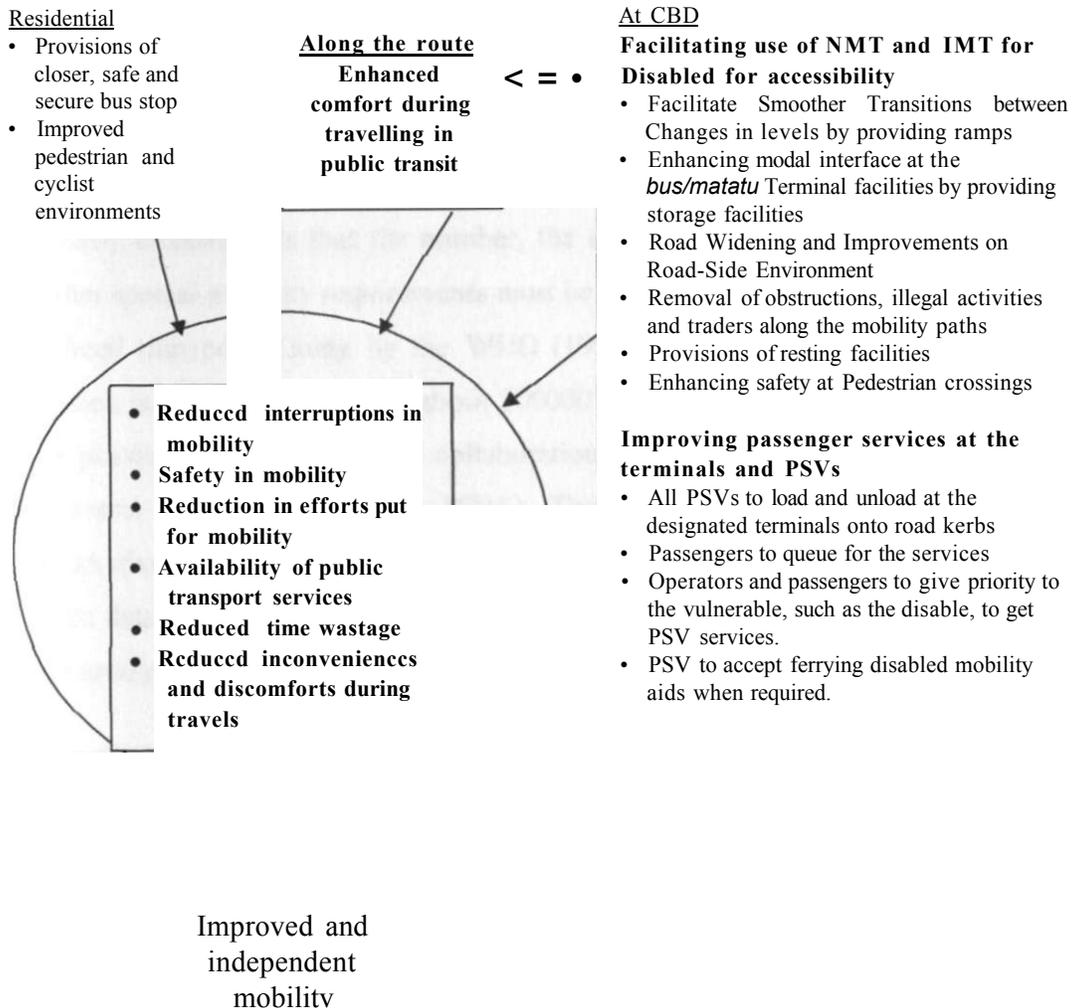 Residential
• Provisions of
closer, safe and
secure bus stop
• Improved
pedestrian and
cyclist
environments
Along the route
Enhanced
comfort during
travelling in
public transit
< = •
At CBD
Facilitating use of NMT and IMT for
Disabled for accessibility
• Facilitate Smoother Transitions between
Changes in levels by providing ramps
• Enhancing modal interface at the
bus/matatu Terminal facilities by providing
storage facilities
• Road Widening and Improvements on
Road-Side Environment
• Removal of obstructions, illegal activities
and traders along the mobility paths
• Provisions of resting facilities
• Enhancing safety at Pedestrian crossings
Improving passenger services at the
terminals and PSVs
• All PSVs to load and unload at the
designated terminals onto road kerbs
• Passengers to queue for the services
• Operators and passengers to give priority to
the vulnerable, such as the disable, to get
PSV services.
• PSV to accept ferrying disabled mobility
aids when required.
• Reduccd interruptions in
mobility
• Safety in mobility
• Reduction in efforts put
for mobility
• Availability of public
transport services
• Reduced time wastage
• Rcduccd inconvenienccs
and discomforts during
travels
Improved and
independent
mobility